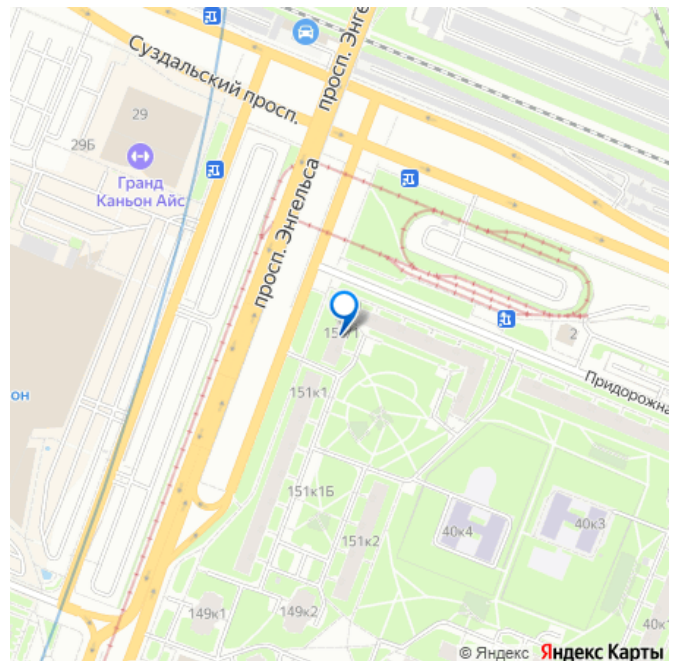 просп. Энгельса
Суздальский просп.
29
29Б
Гранд
Каньон Айс
просп. Энгельса
2
Придорожна
151к1
он
151к1Б
151к2
40к4
40к3
149к1
149к2
© Яндекс Яндекс Карты